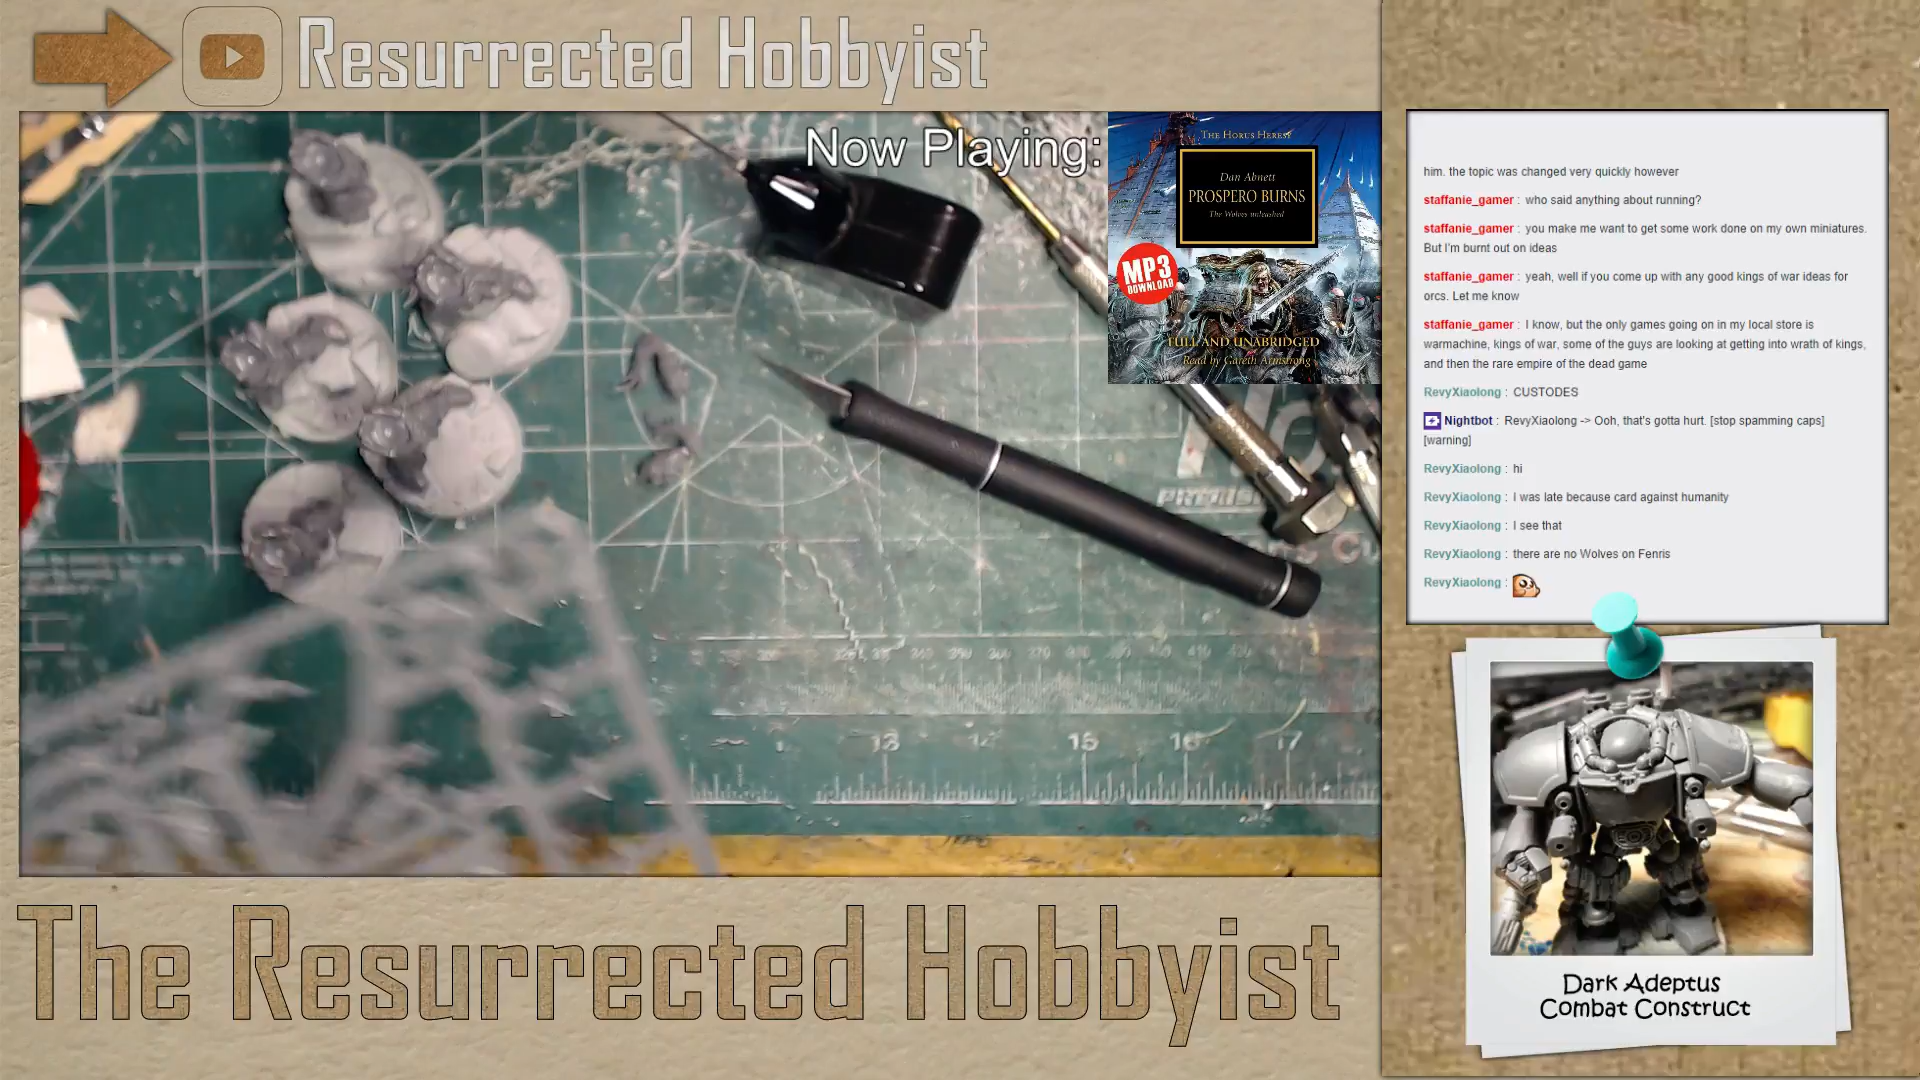 Resurrected Hobbyist
Now Playing:
THE HORUS HERESY
Dan Abnett
PROSPERO BURNS
The Wolves unleashed
MP3
DOWNLOAD
FULL AND UNABRIDGED
Read by Gareth Armstrong
him. the topic was changed very quickly however
staffanie_gamer : who said anything about running?
staffanie_gamer : you make me want to get some work done on my own miniatures.
But I'm burnt out on ideas
staffanie_gamer : yeah, well if you come up with any good kings of war ideas for
orcs. Let me know
staffanie_gamer : I know, but the only games going on in my local store is
warmachine, kings of war, some of the guys are looking at getting into wrath of kings,
and then the rare empire of the dead game
RevyXiaolong : CUSTODES
Nightbot : RevyXiaolong -> Ooh, that's gotta hurt. [stop spamming caps]
[warning]
RevyXiaolong : hi
RevyXiaolong : I was late because card against humanity
RevyXiaolong : I see that
RevyXiaolong : there are no Wolves on Fenris
RevyXiaolong :
13 14 15 16 17
The Resurrected Hobbyist
Dark Adeptus
Combat Construct